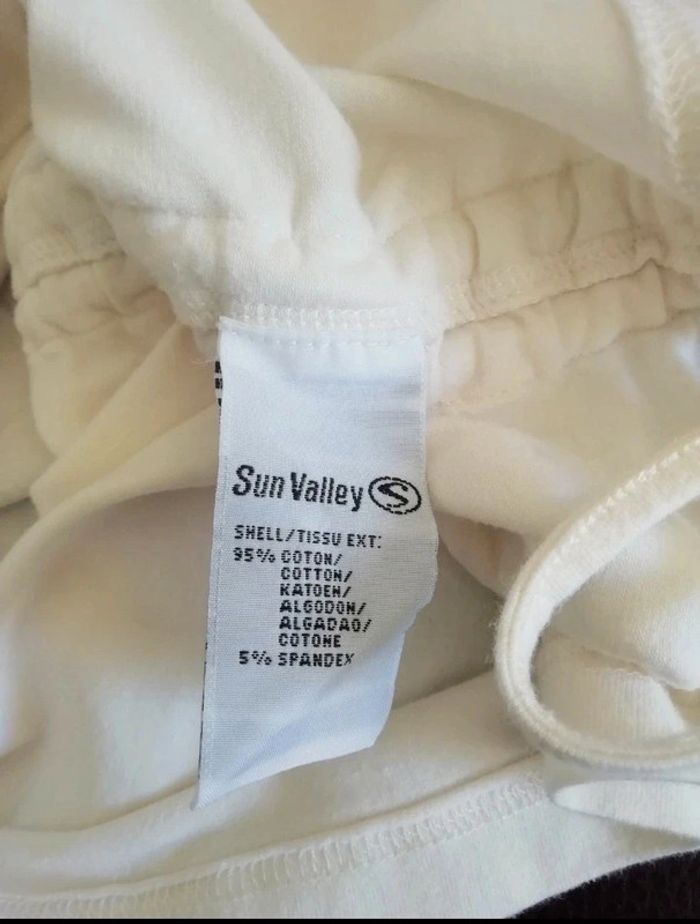 Sun Valley S
SHELL/TISSU EXT:
95% COTON/
COTTON/
KATOEN/
ALGODON/
ALGADAO/
COTONE
5% SPANDEX